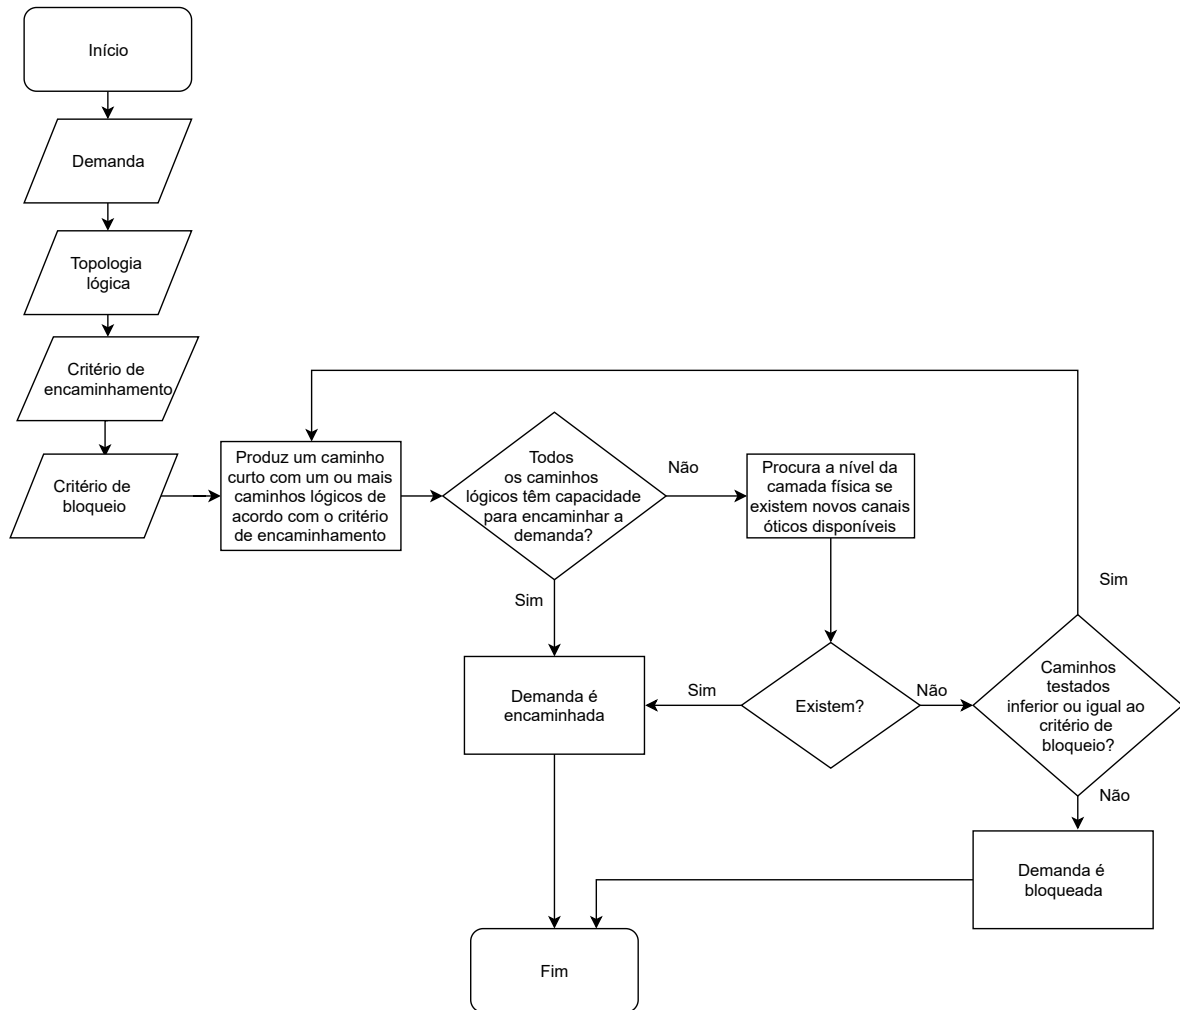 Início
Demanda
Topologia
lógica
Critério de
encaminhamento
Critério de
bloqueio
Produz um caminho
curto com um ou mais
caminhos lógicos de
acordo com o critério
de encaminhamento
Todos
os caminhos
lógicos têm capacidade
para encaminhar a
demanda?
Não
Procura a nível da
camada física se
existem novos canais
óticos disponíveis
Sim
Sim
Demanda é
encaminhada
Sim
Existem?
Não
Caminhos
testados
inferior ou igual ao
critério de
bloqueio?
Não
Demanda é
bloqueada
Fim